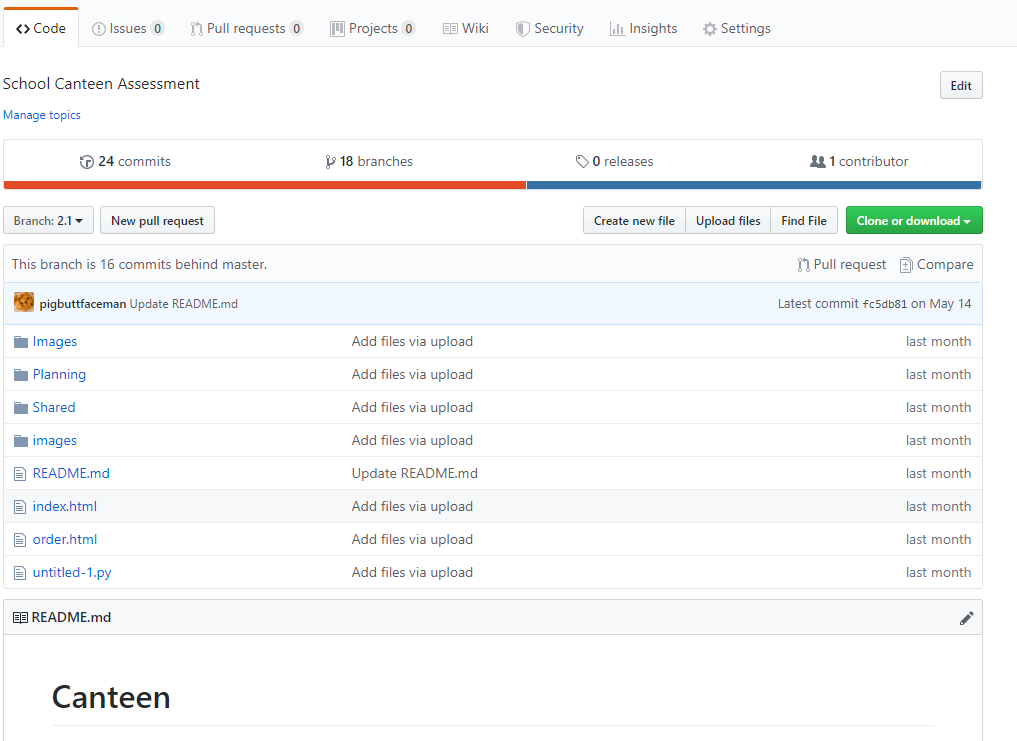 Code Issues 0 Pull requests 0 Projects 0 Wiki Security Insights Settings
School Canteen Assessment Edit
Manage topics
24 commits 18 branches 0 releases 1 contributor
Branch: 2.1 New pull request Create new file Upload files Find File Clone or download
This branch is 16 commits behind master. Pull request Compare
pigbuttfaceman Update README.md Latest commit fc5db81 on May 14
Images Add files via upload last month
Planning Add files via upload last month
Shared Add files via upload last month
images Add files via upload last month
README.md Update README.md last month
index.html Add files via upload last month
order.html Add files via upload last month
untitled-1.py Add files via upload last month
README.md
Canteen